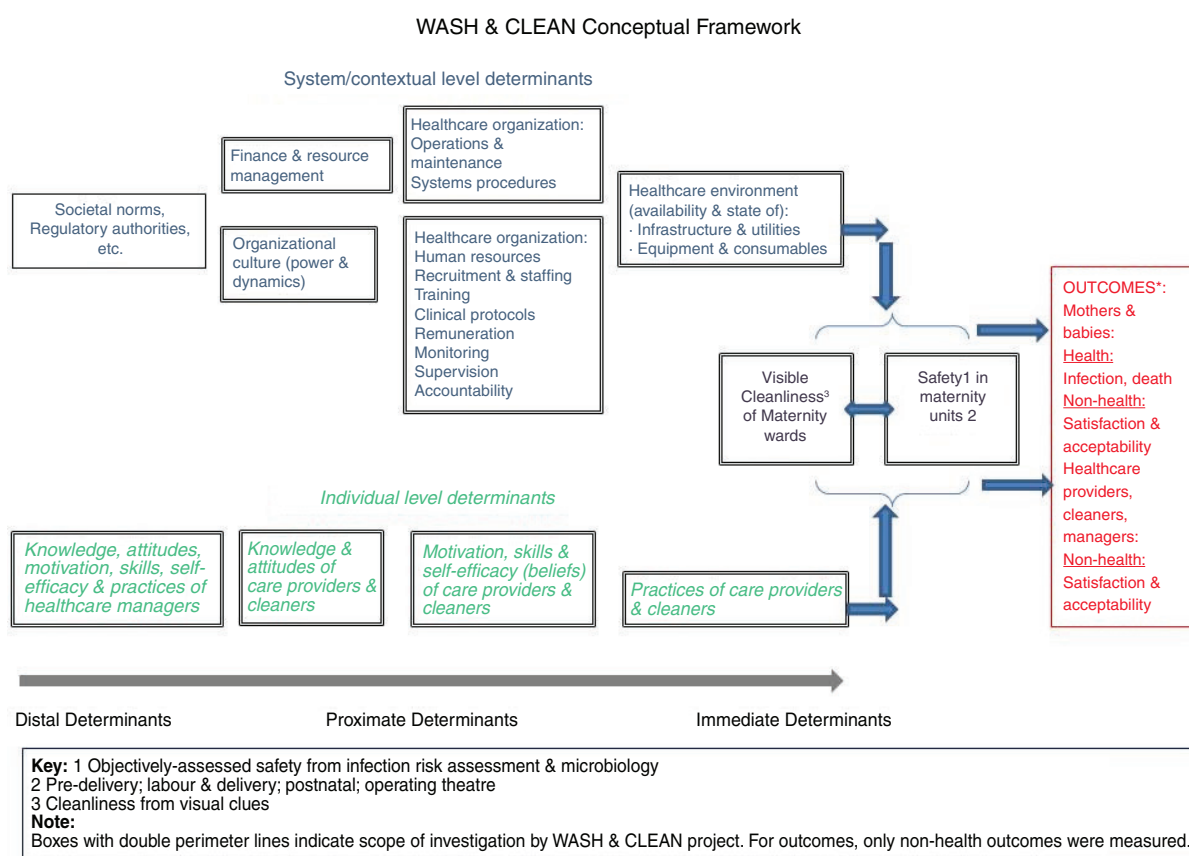 WASH & CLEAN Conceptual Framework
System/contextual level determinants
Societal norms,
Regulatory authorities,
etc.
Finance & resource
management
Organizational
culture (power &
dynamics)
Healthcare organization:
Operations &
maintenance
Systems procedures
Healthcare organization:
Human resources
Recruitment & staffing
Training
Clinical protocols
Remuneration
Monitoring
Supervision
Accountability
Healthcare environment
(availability & state of):
· Infrastructure & utilities
· Equipment & consumables
Visible
Cleanliness³
of Maternity
wards
Safety1 in
maternity
units 2
OUTCOMES*:
Mothers &
babies:
Health:
Infection, death
Non-health:
Satisfaction &
acceptability
Healthcare
providers,
cleaners,
managers:
Non-health:
Satisfaction &
acceptability
Individual level determinants
Knowledge, attitudes,
motivation, skills, self-
efficacy & practices of
healthcare managers
Knowledge &
attitudes of
care providers &
cleaners
Motivation, skills &
self-efficacy (beliefs)
of care providers &
cleaners
Practices of care providers
& cleaners
Distal Determinants
Proximate Determinants
Immediate Determinants
Key: 1 Objectively-assessed safety from infection risk assessment & microbiology
2 Pre-delivery; labour & delivery; postnatal; operating theatre
3 Cleanliness from visual clues
Note:
Boxes with double perimeter lines indicate scope of investigation by WASH & CLEAN project. For outcomes, only non-health outcomes were measured.